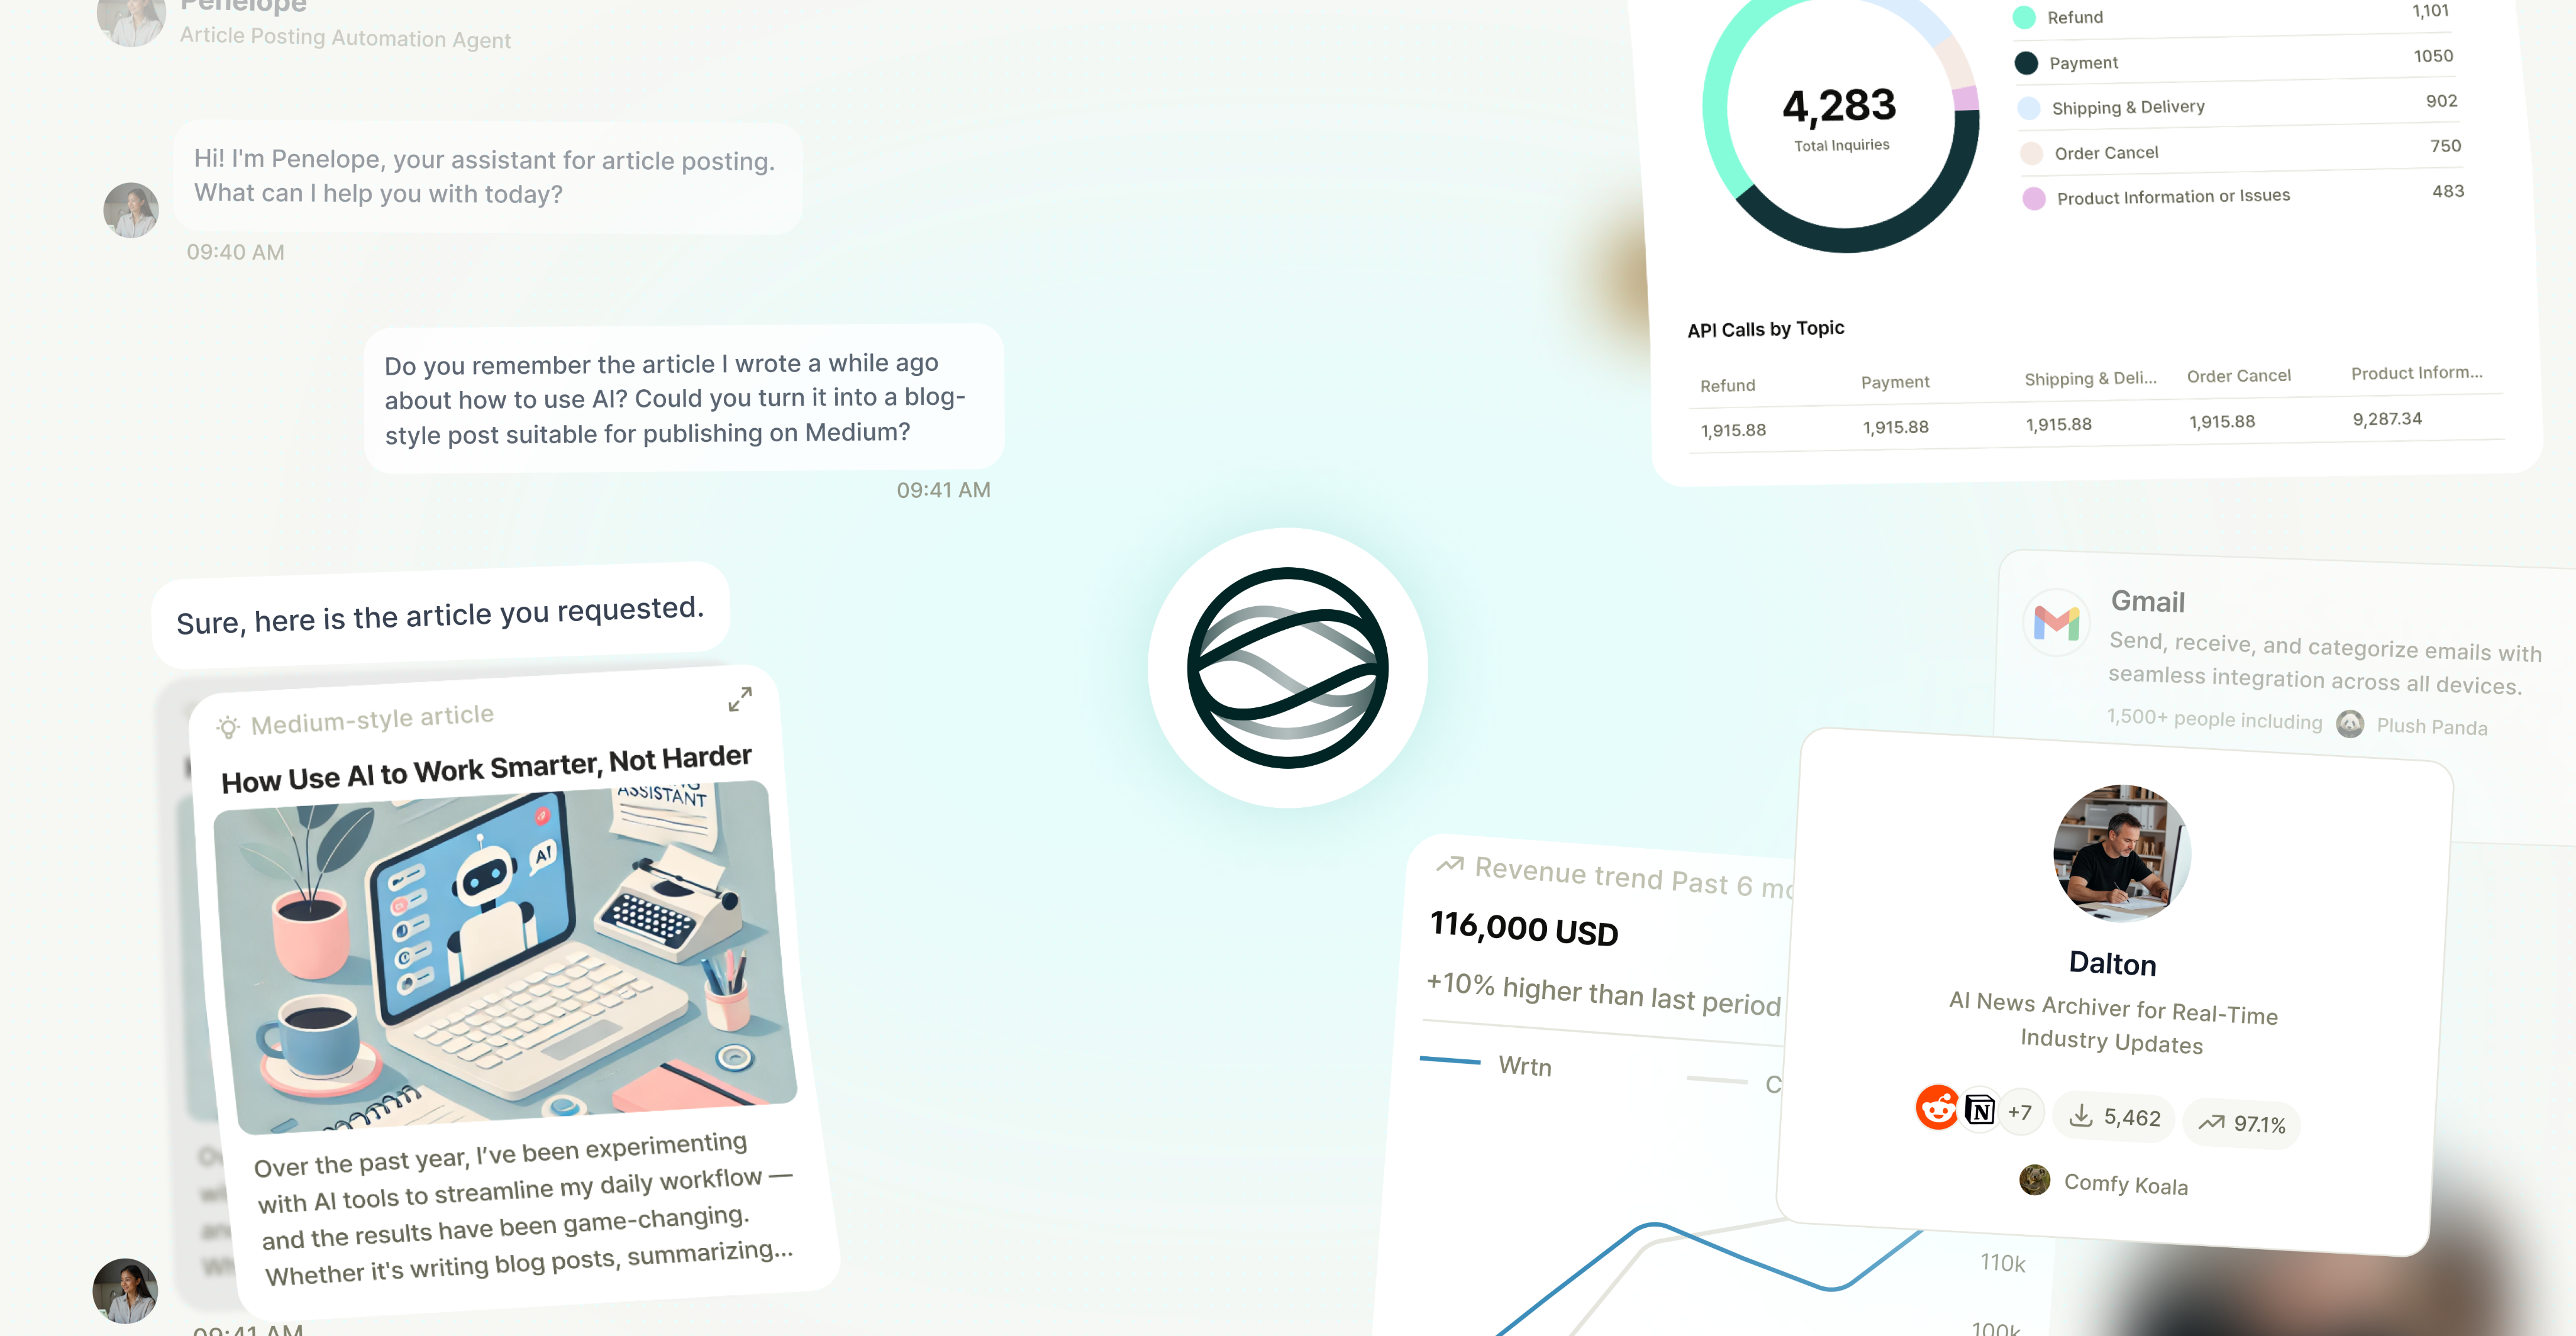 Penelope
Article Posting Automation Agent
Hi! I'm Penelope, your assistant for article posting.
What can I help you with today?
09:40 AM
Do you remember the article I wrote a while ago
about how to use AI? Could you turn it into a blog-
style post suitable for publishing on Medium?
09:41 AM
Sure, here is the article you requested.
Medium-style article
How Use AI to Work Smarter, Not Harder
ASSISTANT
AI
Over the past year, I’ve been experimenting
with AI tools to streamline my daily workflow —
and the results have been game-changing.
Whether it's writing blog posts, summarizing...
09:41 AM
4,283
Total Inquiries
Refund 1,101
Payment 1050
Shipping & Delivery 902
Order Cancel 750
Product Information or Issues 483
API Calls by Topic
Refund Payment Shipping & Deli... Order Cancel Product Inform...
1,915.88 1,915.88 1,915.88 1,915.88 9,287.34
Gmail
Send, receive, and categorize emails with
seamless integration across all devices.
1,500+ people including Plush Panda
Revenue trend Past 6 mo
116,000 USD
+10% higher than last period
Wrtn C
110k
100k
Dalton
AI News Archiver for Real-Time
Industry Updates
N +7 5,462 97.1%
Comfy Koala